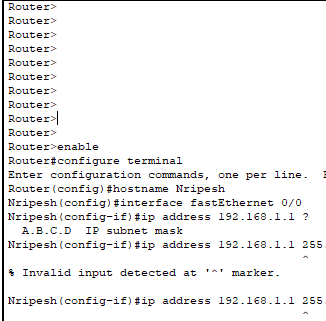 Router>
Router>
Router>
Router>
Router>
Router>
Router>
Router>
Router>
Router>
Router>enable
Router#configure terminal
Enter configuration commands, one per line.
Router(config)#hostname Nripesh
Nripesh(config)#interface fastEthernet 0/0
Nripesh(config-if)#ip address 192.168.1.1 ?
A.B.C.D IP subnet mask
Nripesh(config-if)#ip address 192.168.1.1 255.
^
% Invalid input detected at '^' marker.
Nripesh(config-if)#ip address 192.168.1.1 255.
^